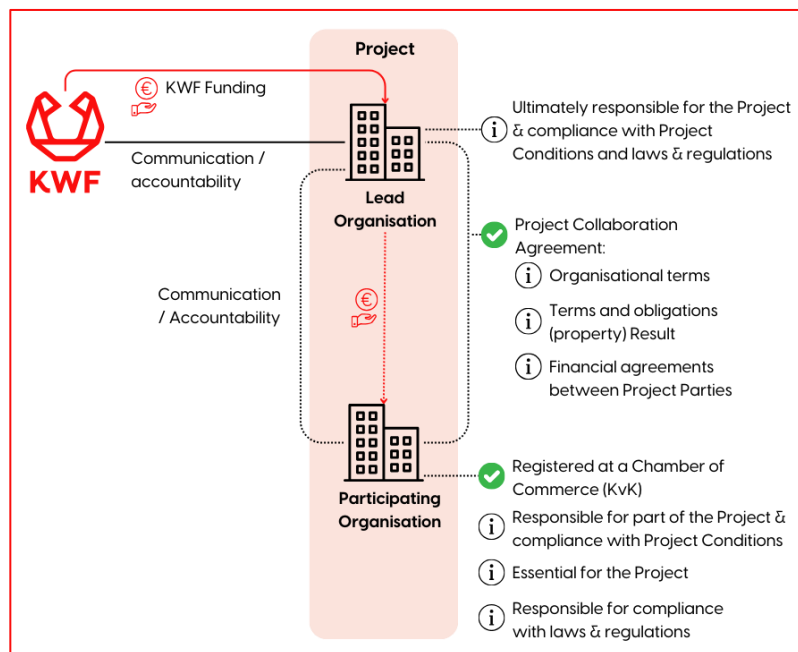 Project
KWF Funding
KWF
Communication /
accountability
Lead
Organisation
Ultimately responsible for the Project
& compliance with Project
Conditions and laws & regulations
Project Collaboration
Agreement:
Organisational terms
Terms and obligations
(property) Result
Financial agreements
between Project Parties
Communication
/ Accountability
Participating
Organisation
Registered at a Chamber of
Commerce (KvK)
Responsible for part of the Project &
compliance with Project Conditions
Essential for the Project
Responsible for compliance
with laws & regulations